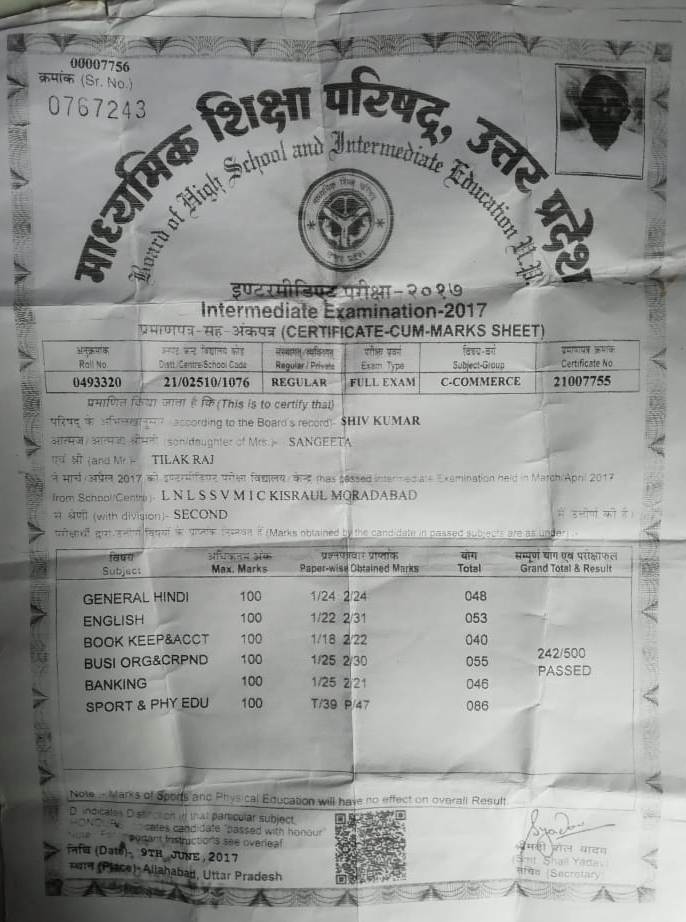 00007756
क्रमांक (Sr. No.)
0767243
माध्यमिक शिक्षा परिषद्, उत्तर प्रदेश
Board of High School and Intermediate Education U.P.
इण्टरमीडिएट परीक्षा-२०१७
Intermediate Examination-2017
प्रमाणपत्र-सह-अंकपत्र (CERTIFICATE-CUM-MARKS SHEET)
अनुक्रमांक संस्थागत/व्यक्तिगत परीक्षा प्रकार विषय-वर्ग प्रमाणपत्र क्रमांक
Roll No. Distt./Centre/School Code Regular / Private Exam Type Subject-Group Certificate No.
0493320 21/02510/1076 REGULAR FULL EXAM C-COMMERCE 21007755
प्रमाणित किया जाता है कि (This is to certify that)
परिषद् के अभिलेखानुसार (according to the Board's record)- SHIV KUMAR
आत्मज/आत्मजा श्रीमती (son/daughter of Mrs.)- SANGEETA
एवं श्री (and Mr.)- TILAK RAJ
ने मार्च/अप्रैल 2017 की इण्टरमीडिएट परीक्षा विद्यालय/केन्द्र (has passed Intermediate Examination held in March/April 2017
from School/Centre)- L N L S S V M I C KISRAUL MORADABAD
से श्रेणी (with division)- SECOND में उत्तीर्ण की है।
परीक्षार्थी द्वारा उत्तीर्ण विषयों के प्राप्तांक निम्नवत हैं (Marks obtained by the candidate in passed subjects are as under) :-
विषय अधिकतम अंक प्रश्नपत्रवार प्राप्तांक योग सम्पूर्ण योग एवं परीक्षाफल
Subject Max. Marks Paper-wise Obtained Marks Total Grand Total & Result
GENERAL HINDI 100 1/24 2/24 048
ENGLISH 100 1/22 2/31 053
BOOK KEEP&ACCT 100 1/18 2/22 040
BUSI ORG&CRPND 100 1/25 2/30 055
242/500
PASSED
BANKING 100 1/25 2/21 046
SPORT & PHY EDU 100 T/39 P/47 086
Note :- Marks of Sports and Physical Education will have no effect on overall Result.
D indicates Distinction in that particular subject,
candidate 'passed with honour'
Note For Instructions see overleaf
तिथि (Date)- 9TH JUNE, 2017
स्थान (Place)- Allahabad, Uttar Pradesh
(Smt. Shail Yadav)
सचिव (Secretary)